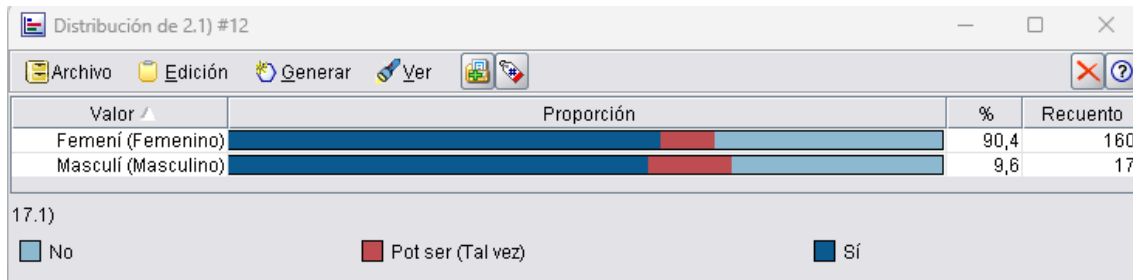 Distribución de 2.1) #12
Archivo Edición Generar Ver
Valor Proporción % Recuento
Femení (Femenino) 90,4 160
Masculí (Masculino) 9,6 17
17.1)
No Pot ser (Tal vez) Sí